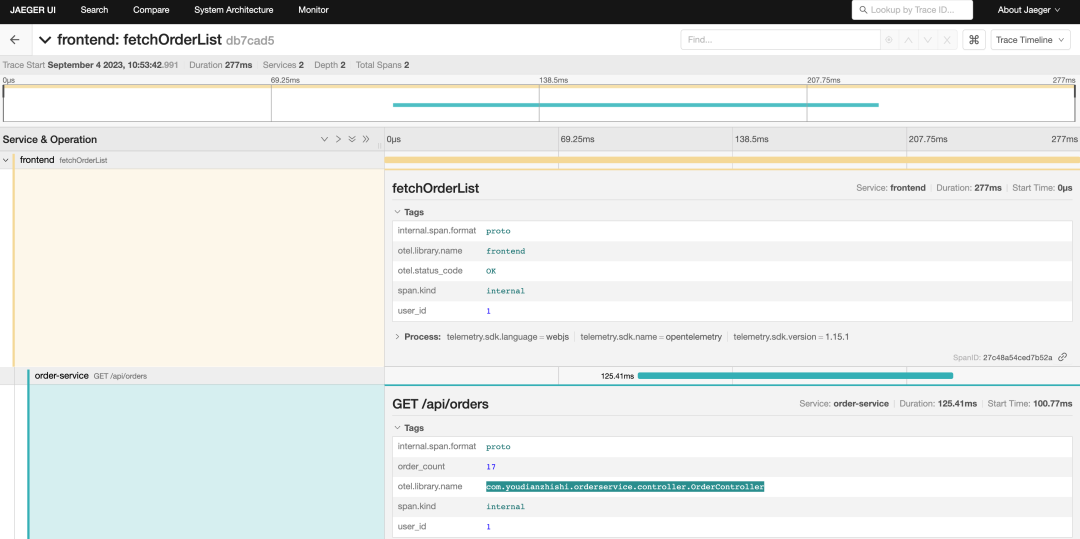 JAEGER UI Search Compare System Architecture Monitor Lookup by Trace ID... About Jaeger
frontend: fetchOrderList db7cad5 Find... ⌘ Trace Timeline
Trace Start September 4 2023, 10:53:42.991 Duration 277ms Services 2 Depth 2 Total Spans 2
0μs 69.25ms 138.5ms 207.75ms 277ms
Service & Operation 0μs 69.25ms 138.5ms 207.75ms 277ms
frontend fetchOrderList
fetchOrderList Service: frontend Duration: 277ms Start Time: 0μs
Tags
internal.span.format proto
otel.library.name frontend
otel.status_code OK
span.kind internal
user_id 1
Process: telemetry.sdk.language = webjs telemetry.sdk.name = opentelemetry telemetry.sdk.version = 1.15.1
SpanID: 27c48a54ced7b52a
order-service GET /api/orders 125.41ms
GET /api/orders Service: order-service Duration: 125.41ms Start Time: 100.77ms
Tags
internal.span.format proto
order_count 17
otel.library.name com.youdianzhishi.orderservice.controller.OrderController
span.kind internal
user_id 1